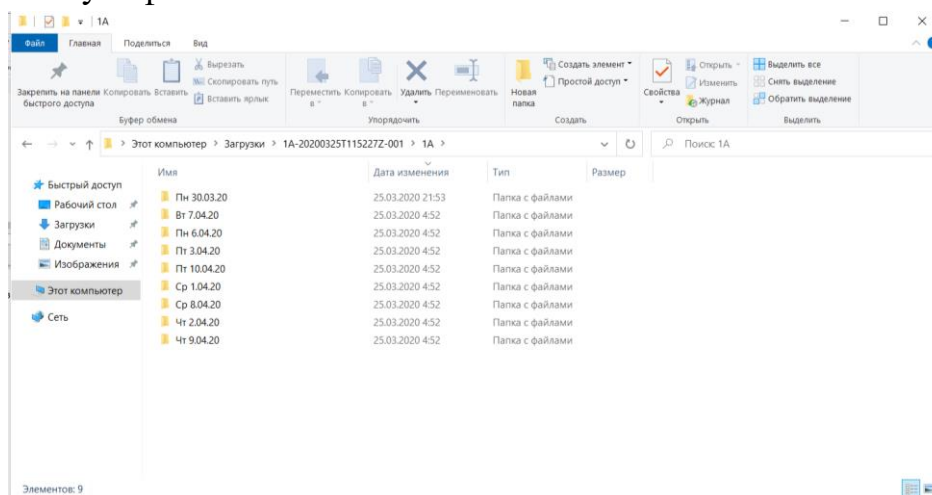 1A
Файл Главная Поделиться Вид
Закрепить на панели быстрого доступа
Копировать
Вставить
Вырезать
Скопировать путь
Вставить ярлык
Буфер обмена
Переместить в
Копировать в
Удалить
Переименовать
Упорядочить
Новая папка
Создать элемент
Простой доступ
Создать
Свойства
Открыть
Изменить
Журнал
Открыть
Выделить все
Снять выделение
Обратить выделение
Выделить
Этот компьютер > Загрузки > 1A-20200325T115227Z-001 > 1A >
Поиск: 1A
Быстрый доступ
Рабочий стол
Загрузки
Документы
Изображения
Этот компьютер
Сеть
Имя Дата изменения Тип Размер
Пн 30.03.20 25.03.2020 21:53 Папка с файлами
Вт 7.04.20 25.03.2020 4:52 Папка с файлами
Пн 6.04.20 25.03.2020 4:52 Папка с файлами
Пт 3.04.20 25.03.2020 4:52 Папка с файлами
Пт 10.04.20 25.03.2020 4:52 Папка с файлами
Ср 1.04.20 25.03.2020 4:52 Папка с файлами
Ср 8.04.20 25.03.2020 4:52 Папка с файлами
Чт 2.04.20 25.03.2020 4:52 Папка с файлами
Чт 9.04.20 25.03.2020 4:52 Папка с файлами
Элементов: 9